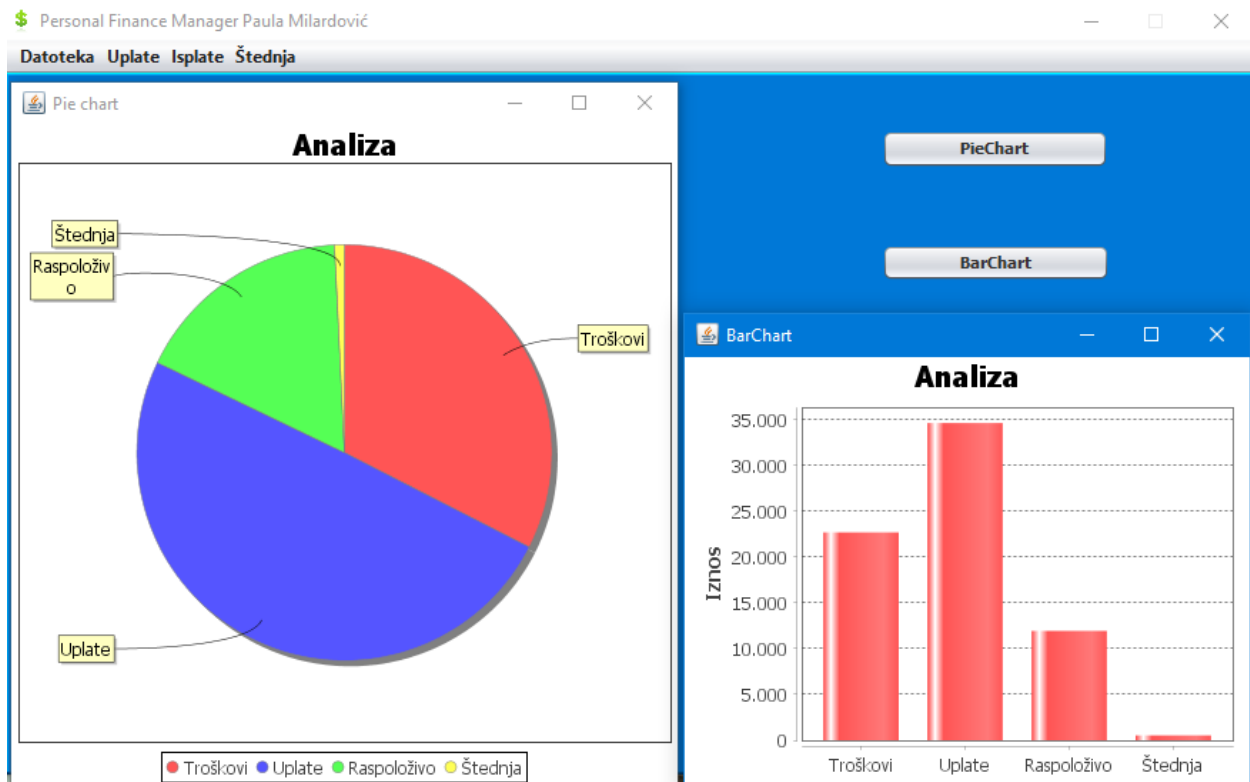 Personal Finance Manager Paula Milardović
Datoteka Uplate Isplate Štednja
Pie chart
Analiza
Štednja
Raspoloživ
o
Troškovi
Uplate
Troškovi Uplate Raspoloživo Štednja
PieChart
BarChart
BarChart
Analiza
Iznos
35.000
30.000
25.000
20.000
15.000
10.000
5.000
0
Troškovi Uplate Raspoloživo Štednja